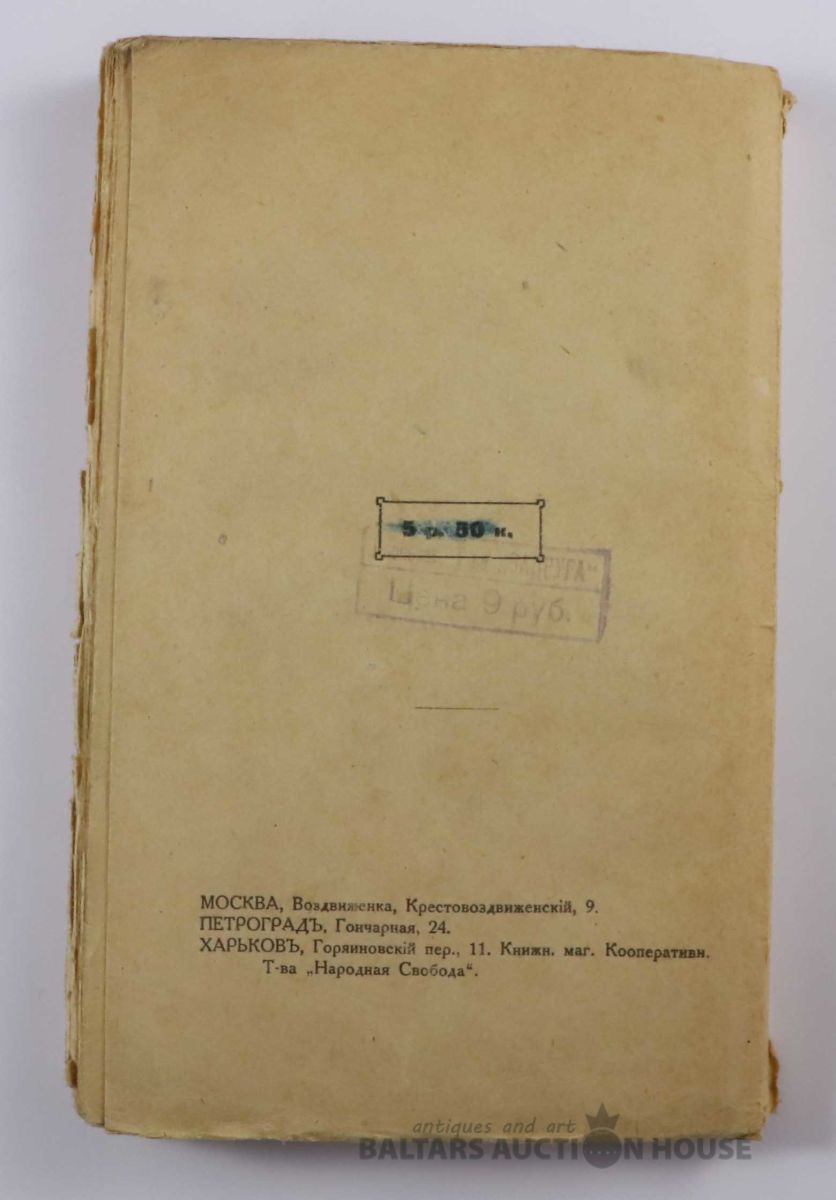 5 р. 50 к.
Цена 9 руб.
МОСКВА, Воздвиженка, Крестовоздвиженскій, 9.
ПЕТРОГРАДЪ, Гончарная, 24.
ХАРЬКОВЪ, Горяиновскій пер., 11. Книжн. маг. Кооперативн.
Т-ва „Народная Свобода“.
antiques and art
BALTARS AUCTION HOUSE